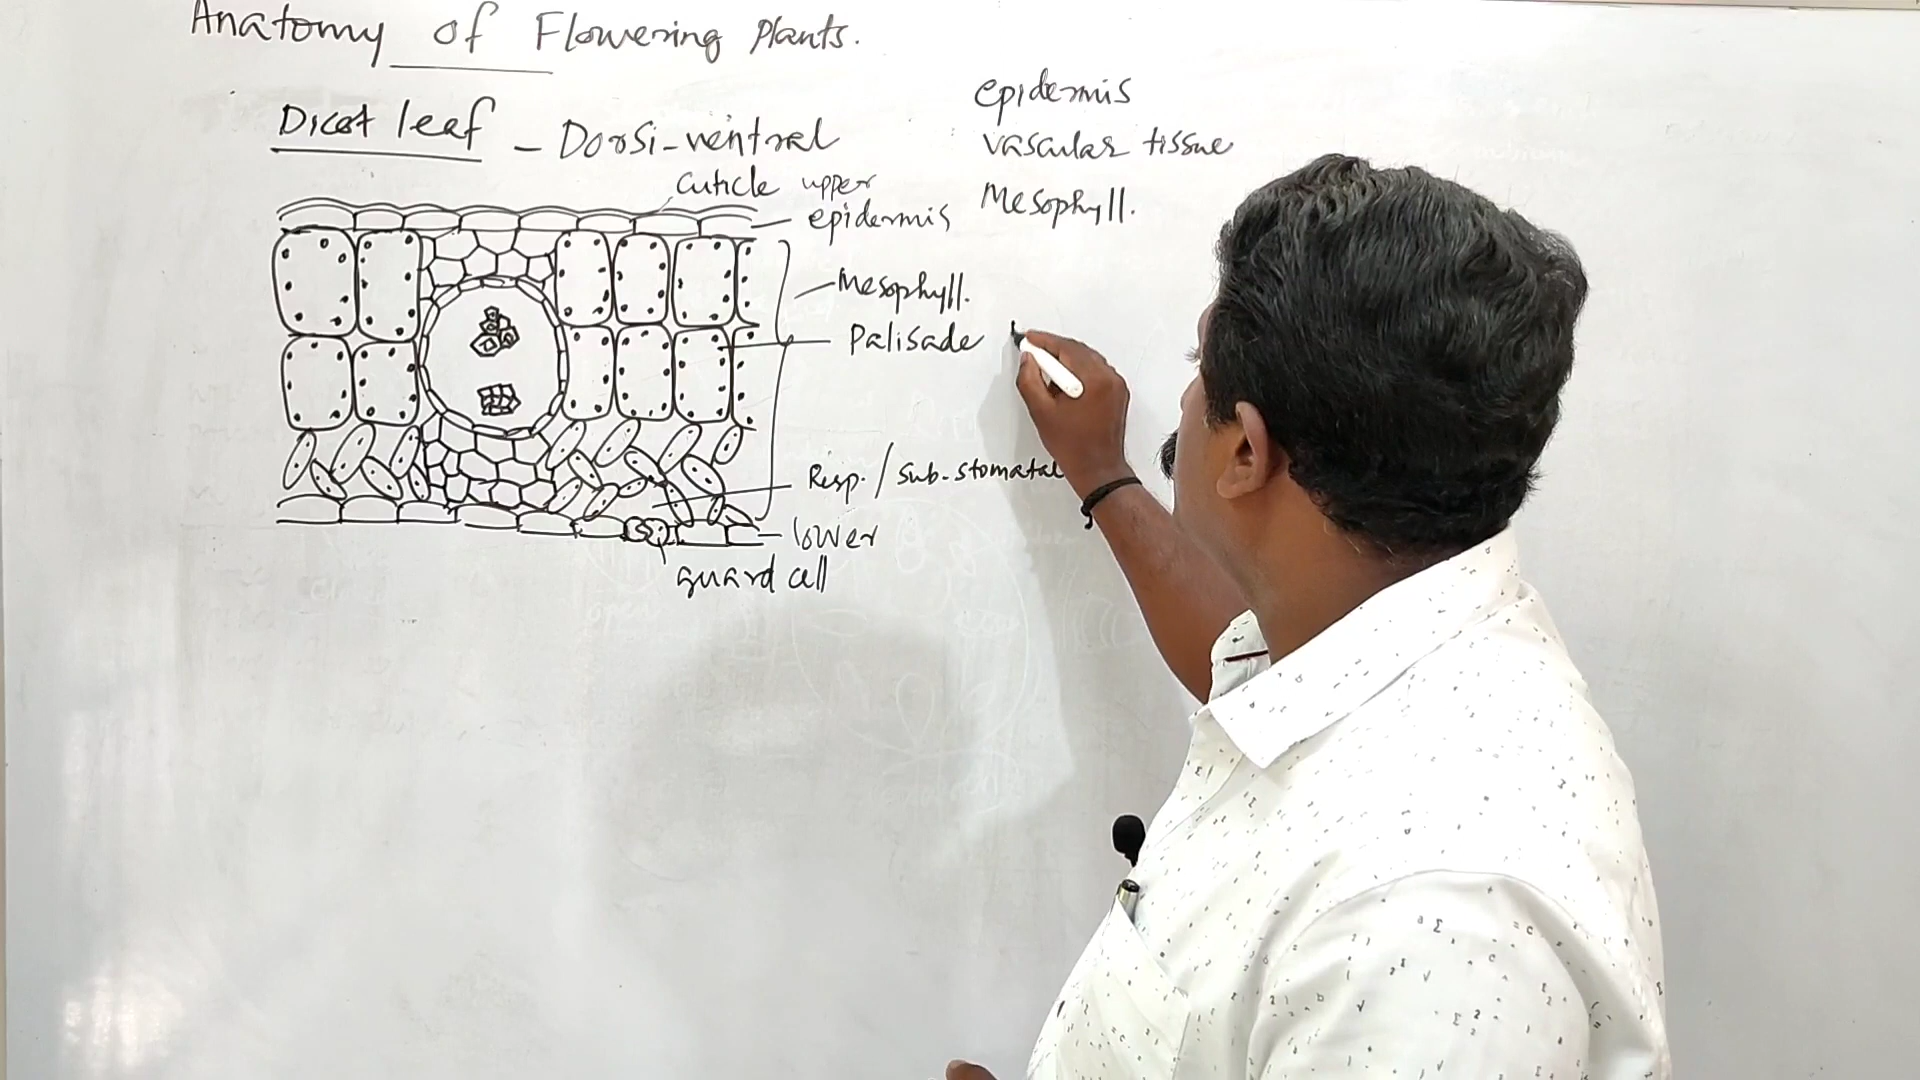 Anatomy of Flowering Plants.
Dicot leaf - Dorsi-ventral
epidermis
vascular tissue
Mesophyll.
cuticle upper
epidermis
Mesophyll.
Palisade
Resp. / Sub-stomatal
lower
guard cell